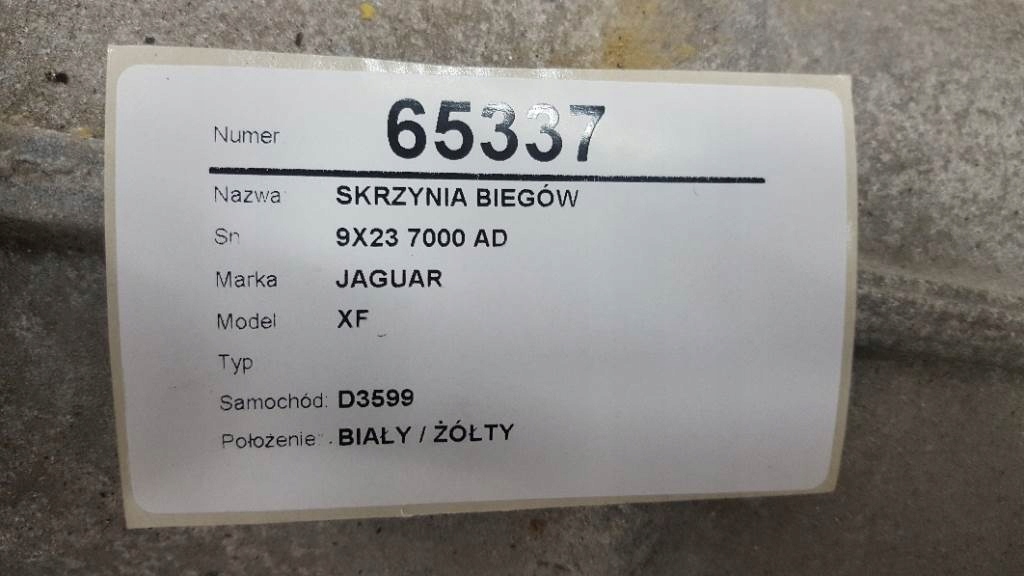 Numer 65337
Nazwa SKRZYNIA BIEGÓW
Sn 9X23 7000 AD
Marka JAGUAR
Model XF
Typ
Samochód: D3599
Położenie: BIAŁY / ŻÓŁTY